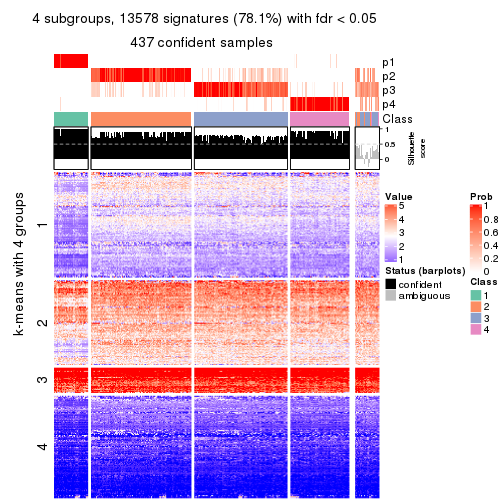 4 subgroups, 13578 signatures (78.1%) with fdr < 0.05
437 confident samples
p1
p2
p3
p4
Class
1
0.5
0
Silhouette
score
k-means with 4 groups
1
2
3
4
Value
5
4
3
2
1
Status (barplots)
confident
ambiguous
Prob
1
0.8
0.6
0.4
0.2
0
Class
1
2
3
4